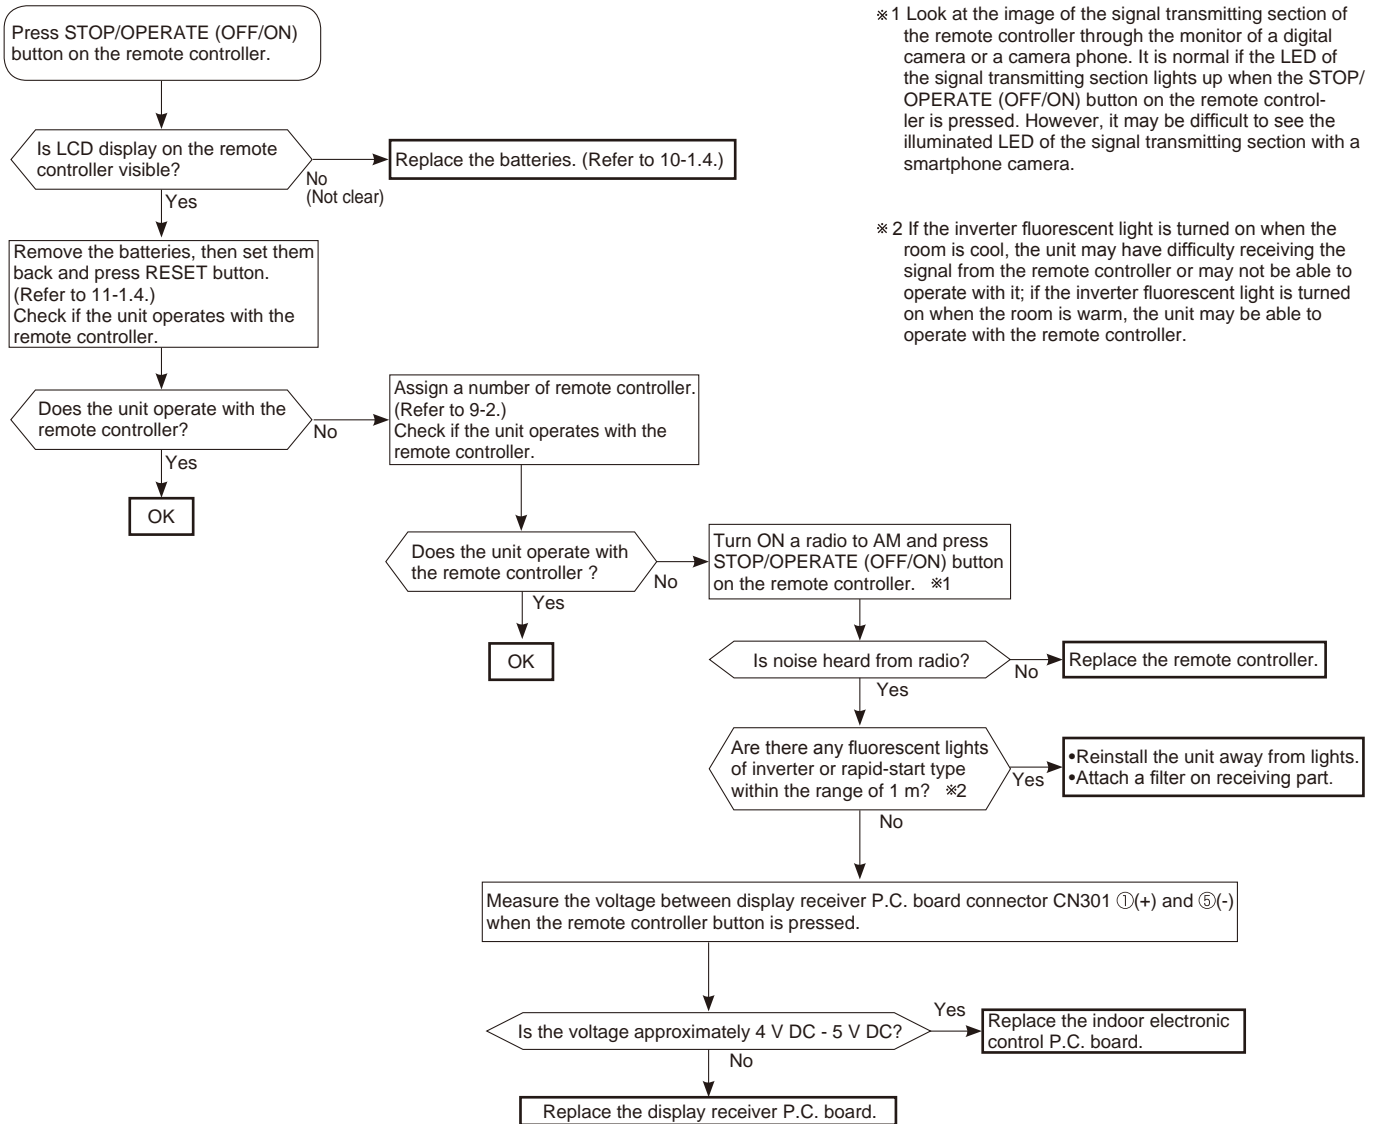 Press STOP/OPERATE (OFF/ON)
button on the remote controller.
Is LCD display on the remote
controller visible?
No
(Not clear)
Replace the batteries. (Refer to 10-1.4.)
Yes
Remove the batteries, then set them
back and press RESET button.
(Refer to 11-1.4.)
Check if the unit operates with the
remote controller.
Does the unit operate with the
remote controller?
No
Yes
OK
Assign a number of remote controller.
(Refer to 9-2.)
Check if the unit operates with the
remote controller.
Does the unit operate with
the remote controller ?
No
Yes
OK
Turn ON a radio to AM and press
STOP/OPERATE (OFF/ON) button
on the remote controller. ※1
Is noise heard from radio?
No
Replace the remote controller.
Yes
Are there any fluorescent lights
of inverter or rapid-start type
within the range of 1 m? ※2
Yes
•Reinstall the unit away from lights.
•Attach a filter on receiving part.
No
Measure the voltage between display receiver P.C. board connector CN301 ①(+) and ⑤(-)
when the remote controller button is pressed.
Is the voltage approximately 4 V DC - 5 V DC?
Yes
Replace the indoor electronic
control P.C. board.
No
Replace the display receiver P.C. board.
※1 Look at the image of the signal transmitting section of
the remote controller through the monitor of a digital
camera or a camera phone. It is normal if the LED of
the signal transmitting section lights up when the STOP/
OPERATE (OFF/ON) button on the remote control-
ler is pressed. However, it may be difficult to see the
illuminated LED of the signal transmitting section with a
smartphone camera.
※2 If the inverter fluorescent light is turned on when the
room is cool, the unit may have difficulty receiving the
signal from the remote controller or may not be able to
operate with it; if the inverter fluorescent light is turned
on when the room is warm, the unit may be able to
operate with the remote controller.